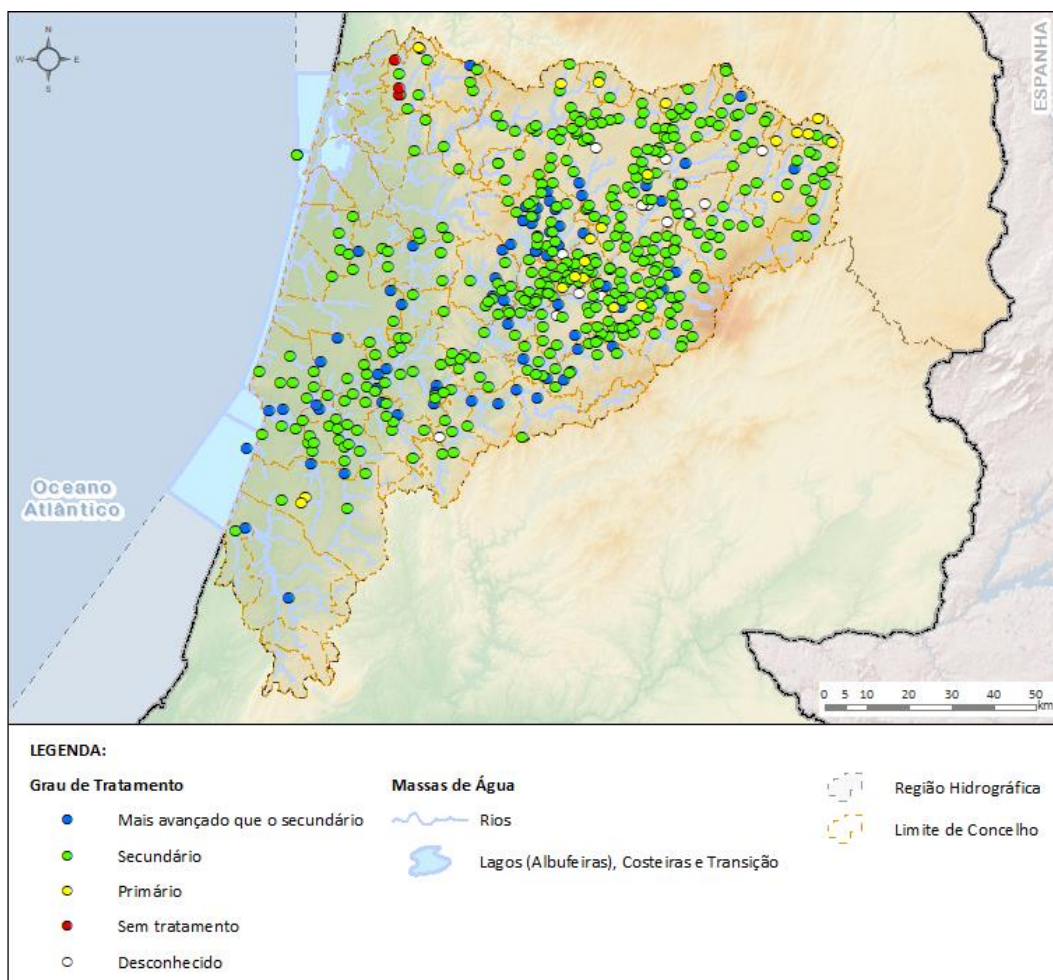 N
W E
S
ESPANHA
Oceano
Atlântico
0 5 10 20 30 40 50
km
LEGENDA:
Grau de Tratamento
Mais avançado que o secundário
Secundário
Primário
Sem tratamento
Desconhecido
Massas de Água
Rios
Lagos (Albufeiras), Costeiras e Transição
Região Hidrográfica
Limite de Concelho